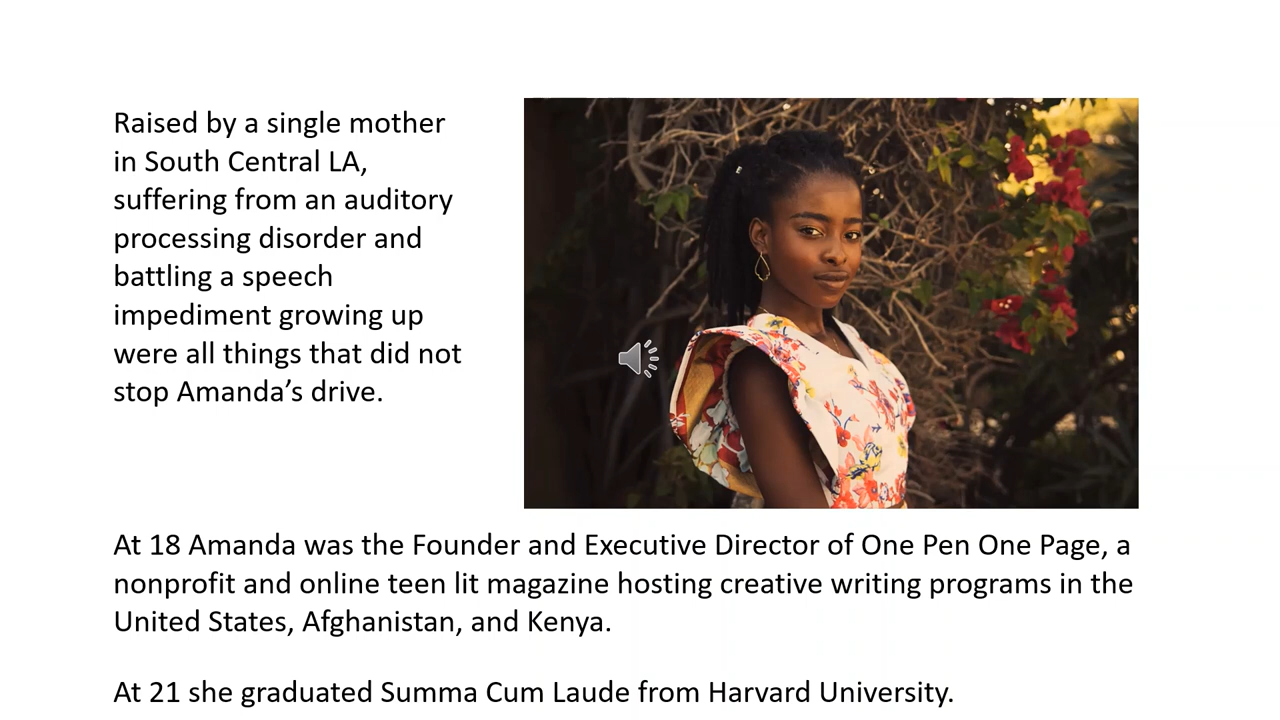 Raised by a single mother
in South Central LA,
suffering from an auditory
processing disorder and
battling a speech
impediment growing up
were all things that did not
stop Amanda’s drive.
At 18 Amanda was the Founder and Executive Director of One Pen One Page, a
nonprofit and online teen lit magazine hosting creative writing programs in the
United States, Afghanistan, and Kenya.
At 21 she graduated Summa Cum Laude from Harvard University.